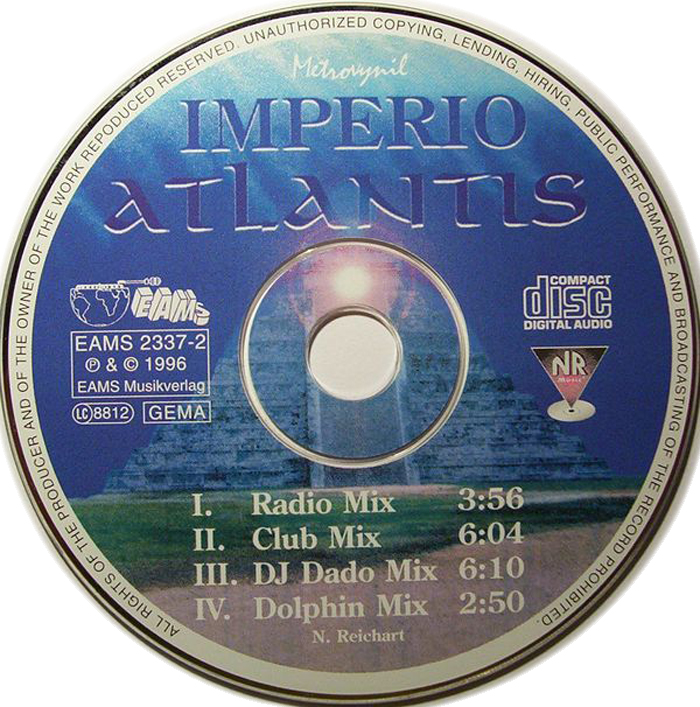 ALL RIGHTS OF THE PRODUCER AND OF THE OWNER OF THE WORK REPODUCED RESERVED. UNAUTHORIZED COPYING, LENDING, HIRING, PUBLIC PERFORMANCE AND BROADCASTING OF THE RECORD PROHIBITED.
Metrovynil
IMPERIO
ATLANTIS
EAMS
EAMS 2337-2
℗ & © 1996
EAMS Musikverlag
LC 8812 GEMA
COMPACT
disc
DIGITAL AUDIO
NR
Music
I. Radio Mix 3:56
II. Club Mix 6:04
III. DJ Dado Mix 6:10
IV. Dolphin Mix 2:50
N. Reichart